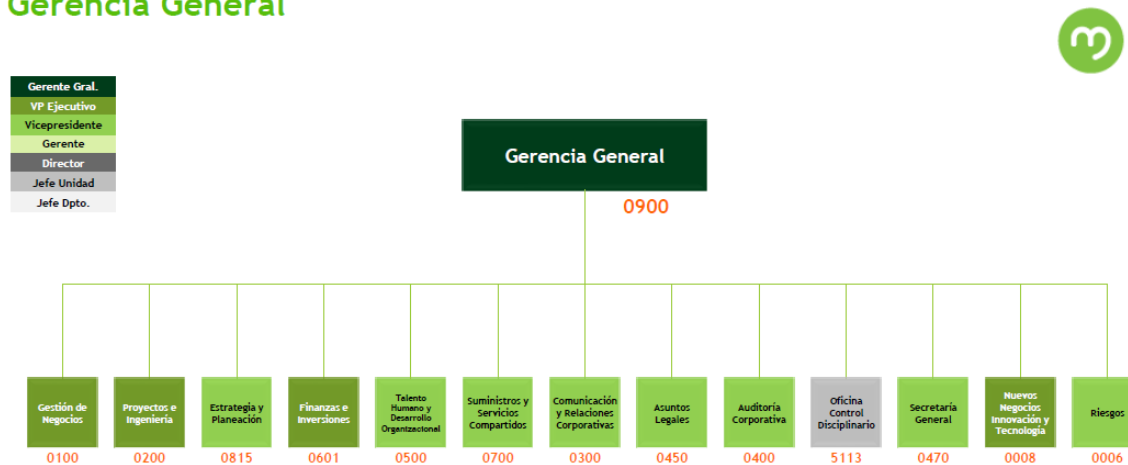 Gerencia General
Gerente Gral.
VP Ejecutivo
Vicepresidente
Gerente
Director
Jefe Unidad
Jefe Dpto.
Gerencia General
0900
Gestión de
Negocios
0100
Proyectos e
Ingeniería
0200
Estrategia y
Planeación
0815
Finanzas e
Inversiones
0601
Talento
Humano y
Desarrollo
Organizacional
0500
Suministros y
Servicios
Compartidos
0700
Comunicación
y Relaciones
Corporativas
0300
Asuntos
Legales
0450
Auditoría
Corporativa
0400
Oficina
Control
Disciplinario
5113
Secretaría
General
0470
Nuevos
Negocios
Innovación y
Tecnología
0008
Riesgos
0006